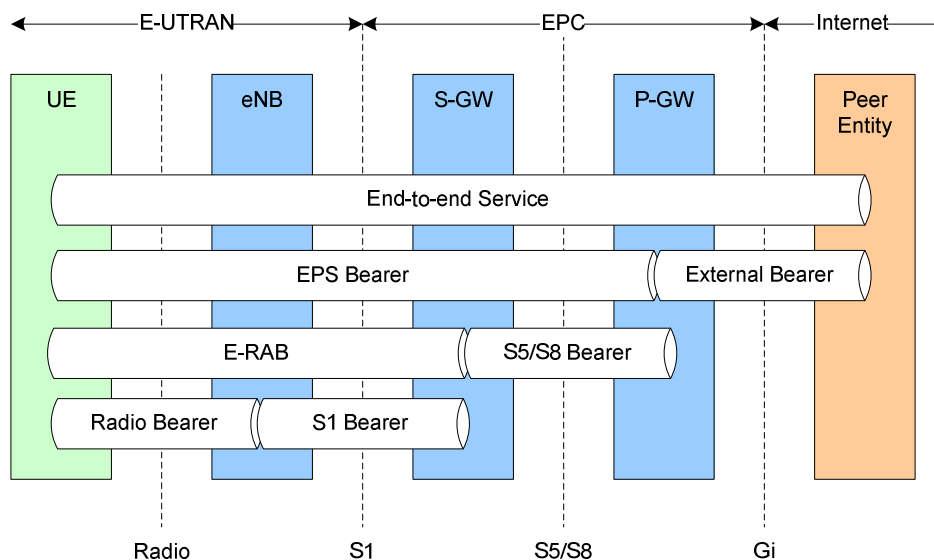 E-UTRAN
EPC
Internet
UE
eNB
S-GW
P-GW
Peer
Entity
End-to-end Service
EPS Bearer
External Bearer
E-RAB
S5/S8 Bearer
Radio Bearer
S1 Bearer
Radio
S1
S5/S8
Gi